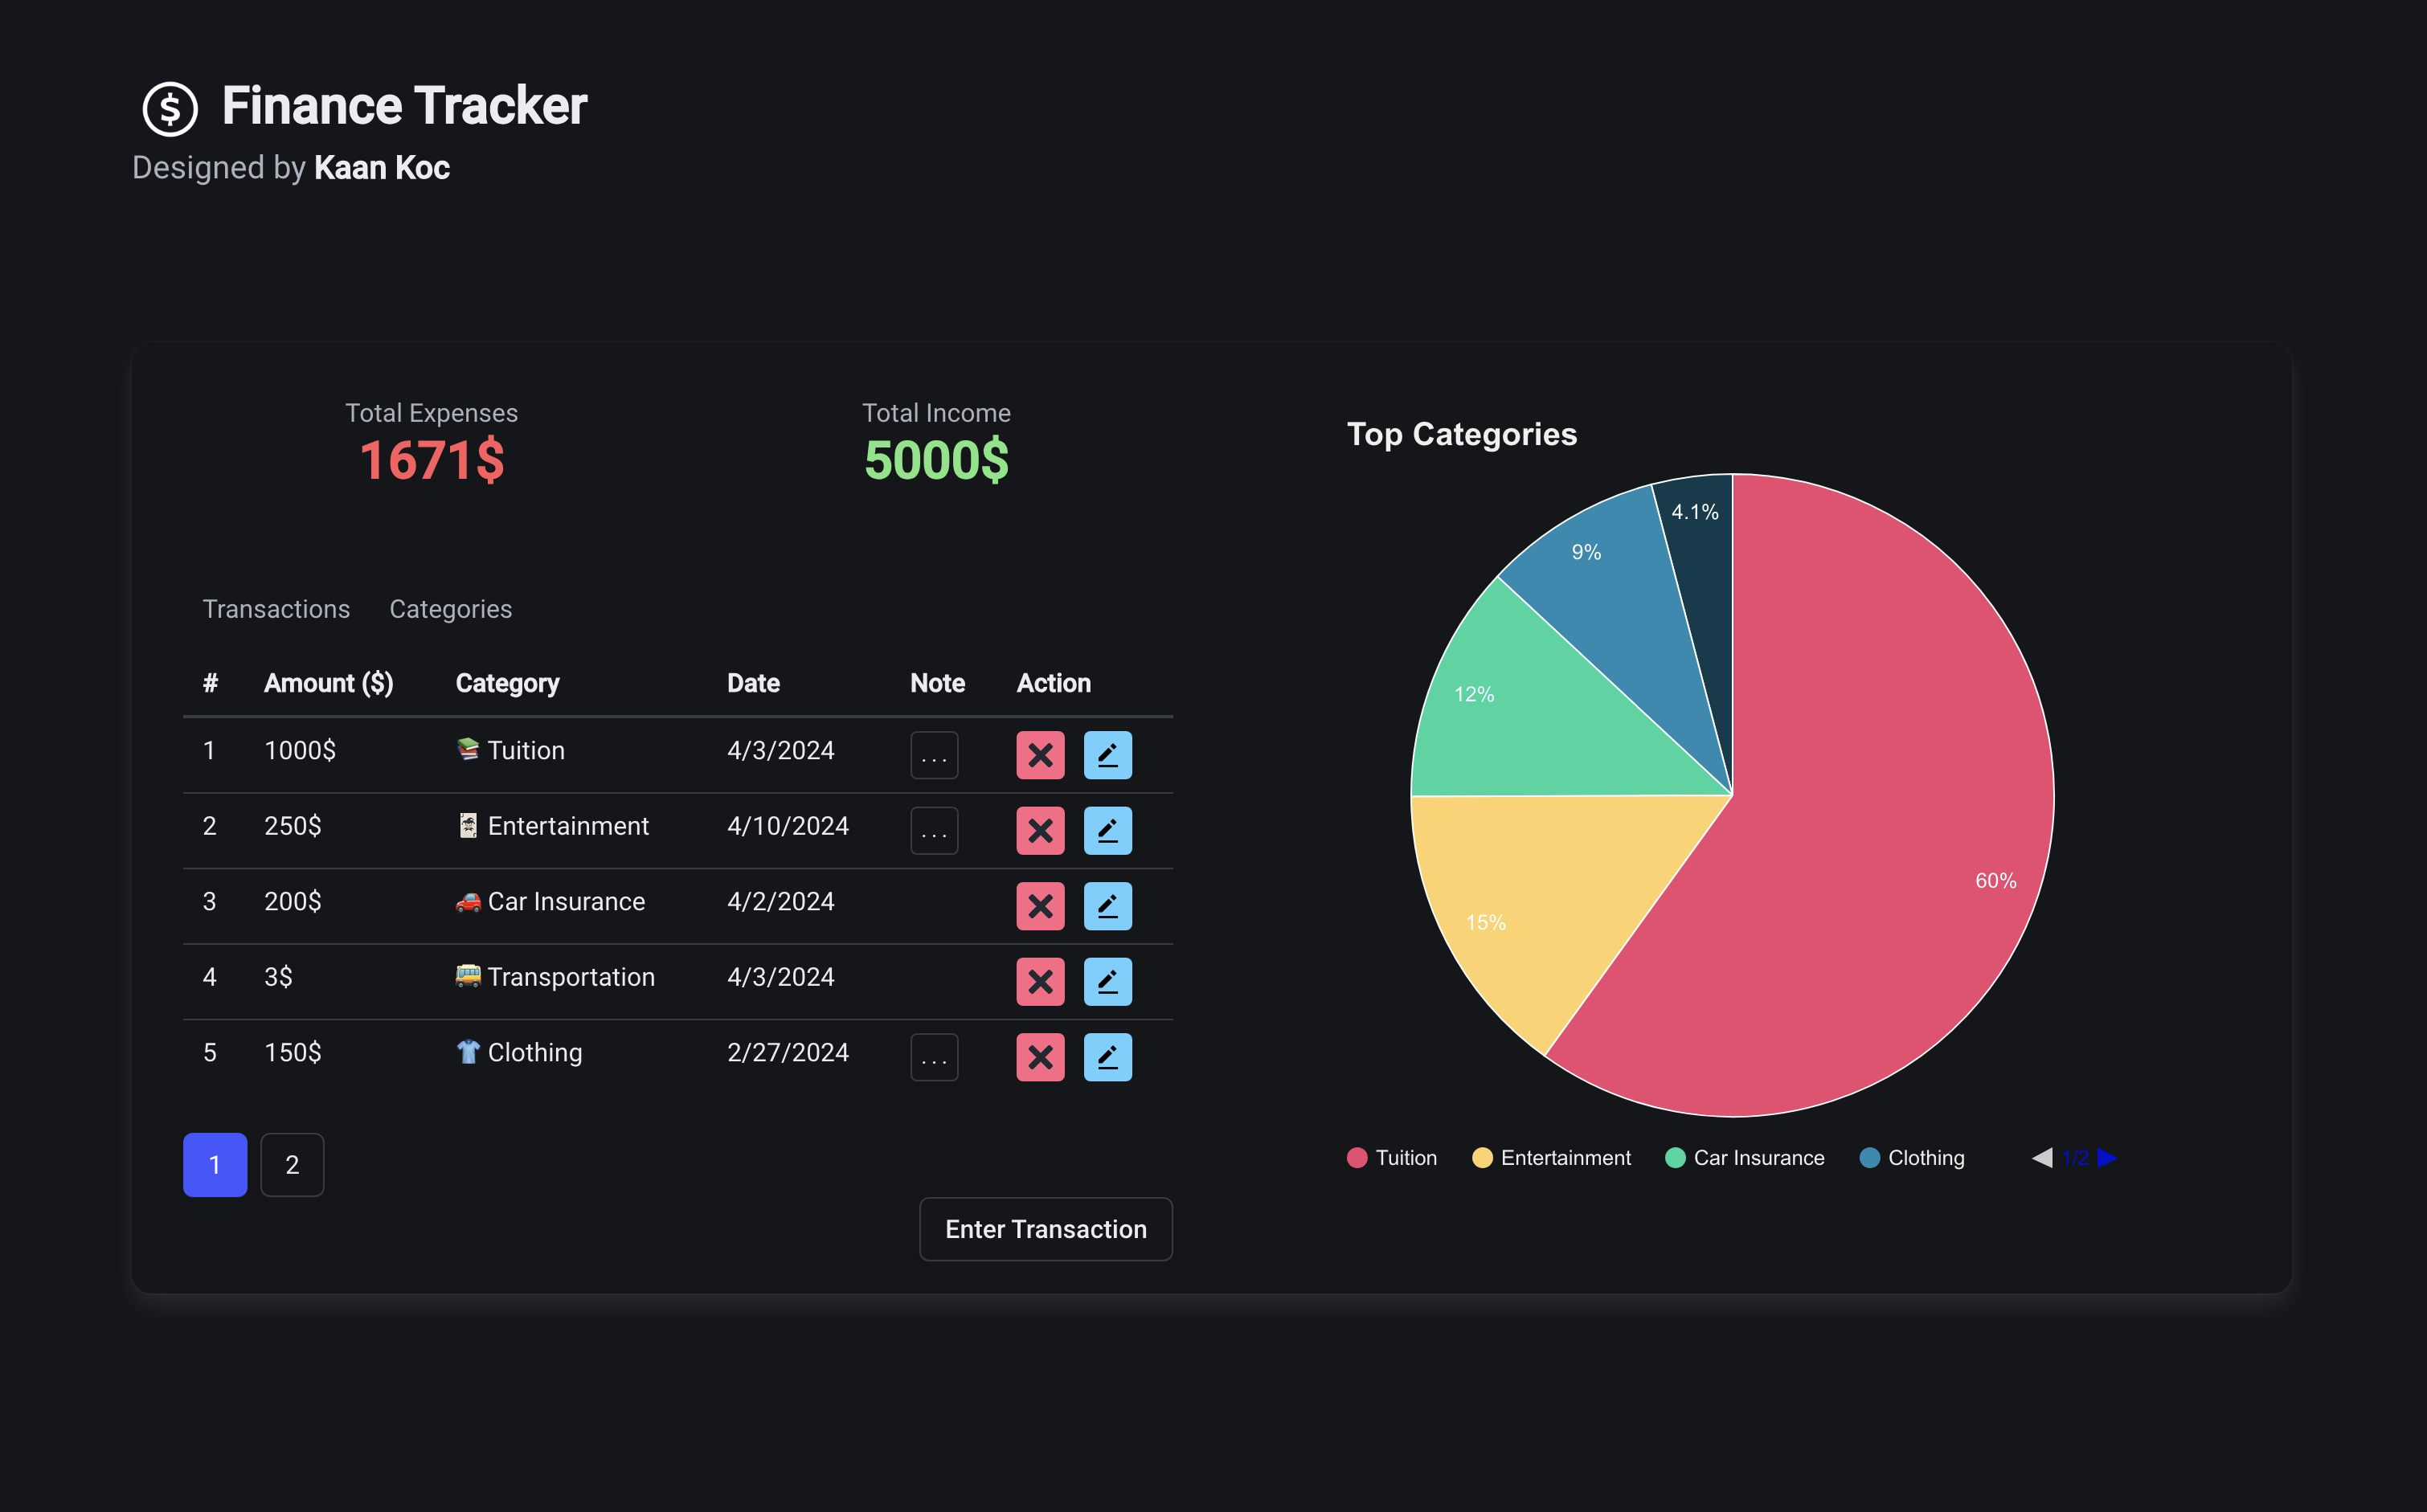 Finance Tracker
Designed by Kaan Koc
Total Expenses
1671$
Total Income
5000$
Transactions Categories
# Amount ($) Category Date Note Action
1 1000$ Tuition 4/3/2024 ...
2 250$ Entertainment 4/10/2024 ...
3 200$ Car Insurance 4/2/2024
4 3$ Transportation 4/3/2024
5 150$ Clothing 2/27/2024 ...
1 2
Enter Transaction
Top Categories
4.1%
9%
12%
60%
15%
Tuition Entertainment Car Insurance Clothing 1/2